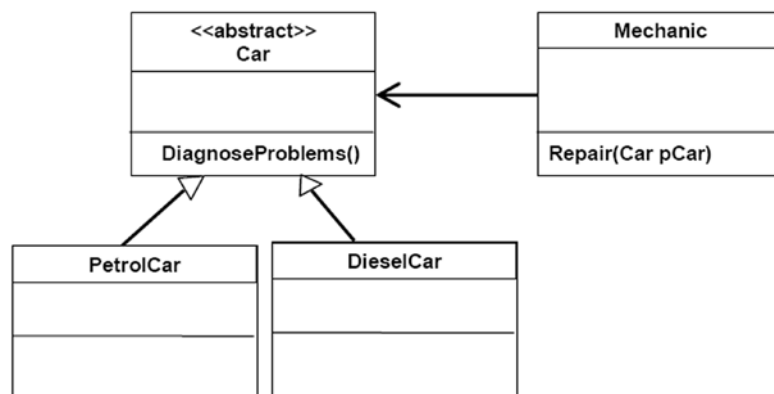 <<abstract>>
Car
DiagnoseProblems()
Mechanic
Repair(Car pCar)
PetrolCar
DieselCar